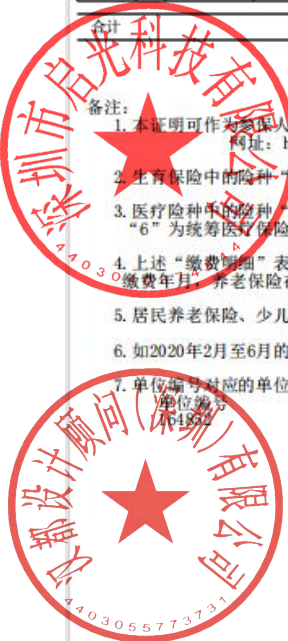 合计
深圳市启光科技有限公司
备注：
1. 本证明可作为参保人
网址：h
2. 生育保险中的险种“
3. 医疗险种中的险种“
“6”为统筹医疗保险
4. 上述“缴费明细”表
缴费年月，养老保险在
5. 居民养老保险、少儿
6. 如2020年2月至6月的
7. 单位编号对应的单位
单位编号
汉都设计顾问（深圳）有限公司
4403055773731